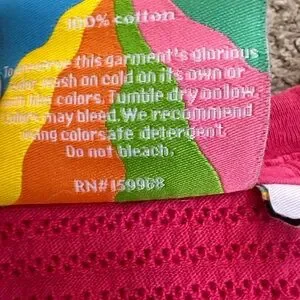 100% cotton
To preserve this garment's glorious
color wash on cold on its own or
with like colors. Tumble dry on low.
Colors may bleed. We recommend
using colorsafe detergent.
Do not bleach.
RN#159968